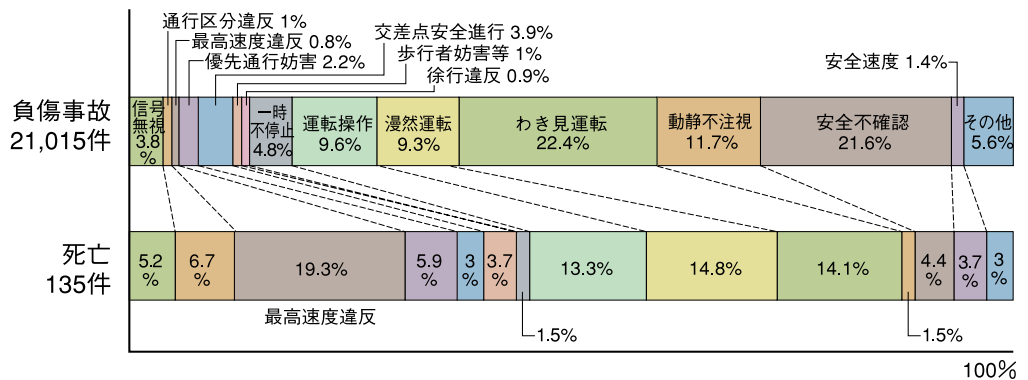 通行区分違反 1%
最高速度違反 0.8%
優先通行妨害 2.2%
交差点安全進行 3.9%
歩行者妨害等 1%
徐行違反 0.9%
安全速度 1.4%
負傷事故
21,015件
信号
無視
3.8
%
一時
不停止
4.8%
運転操作
9.6%
漫然運転
9.3%
わき見運転
22.4%
動静不注視
11.7%
安全不確認
21.6%
その他
5.6%
死亡
135件
5.2
%
6.7
%
19.3%
5.9
%
3
%
3.7
%
13.3%
14.8%
14.1%
4.4
%
3.7
%
3
%
最高速度違反
1.5%
1.5%
100%